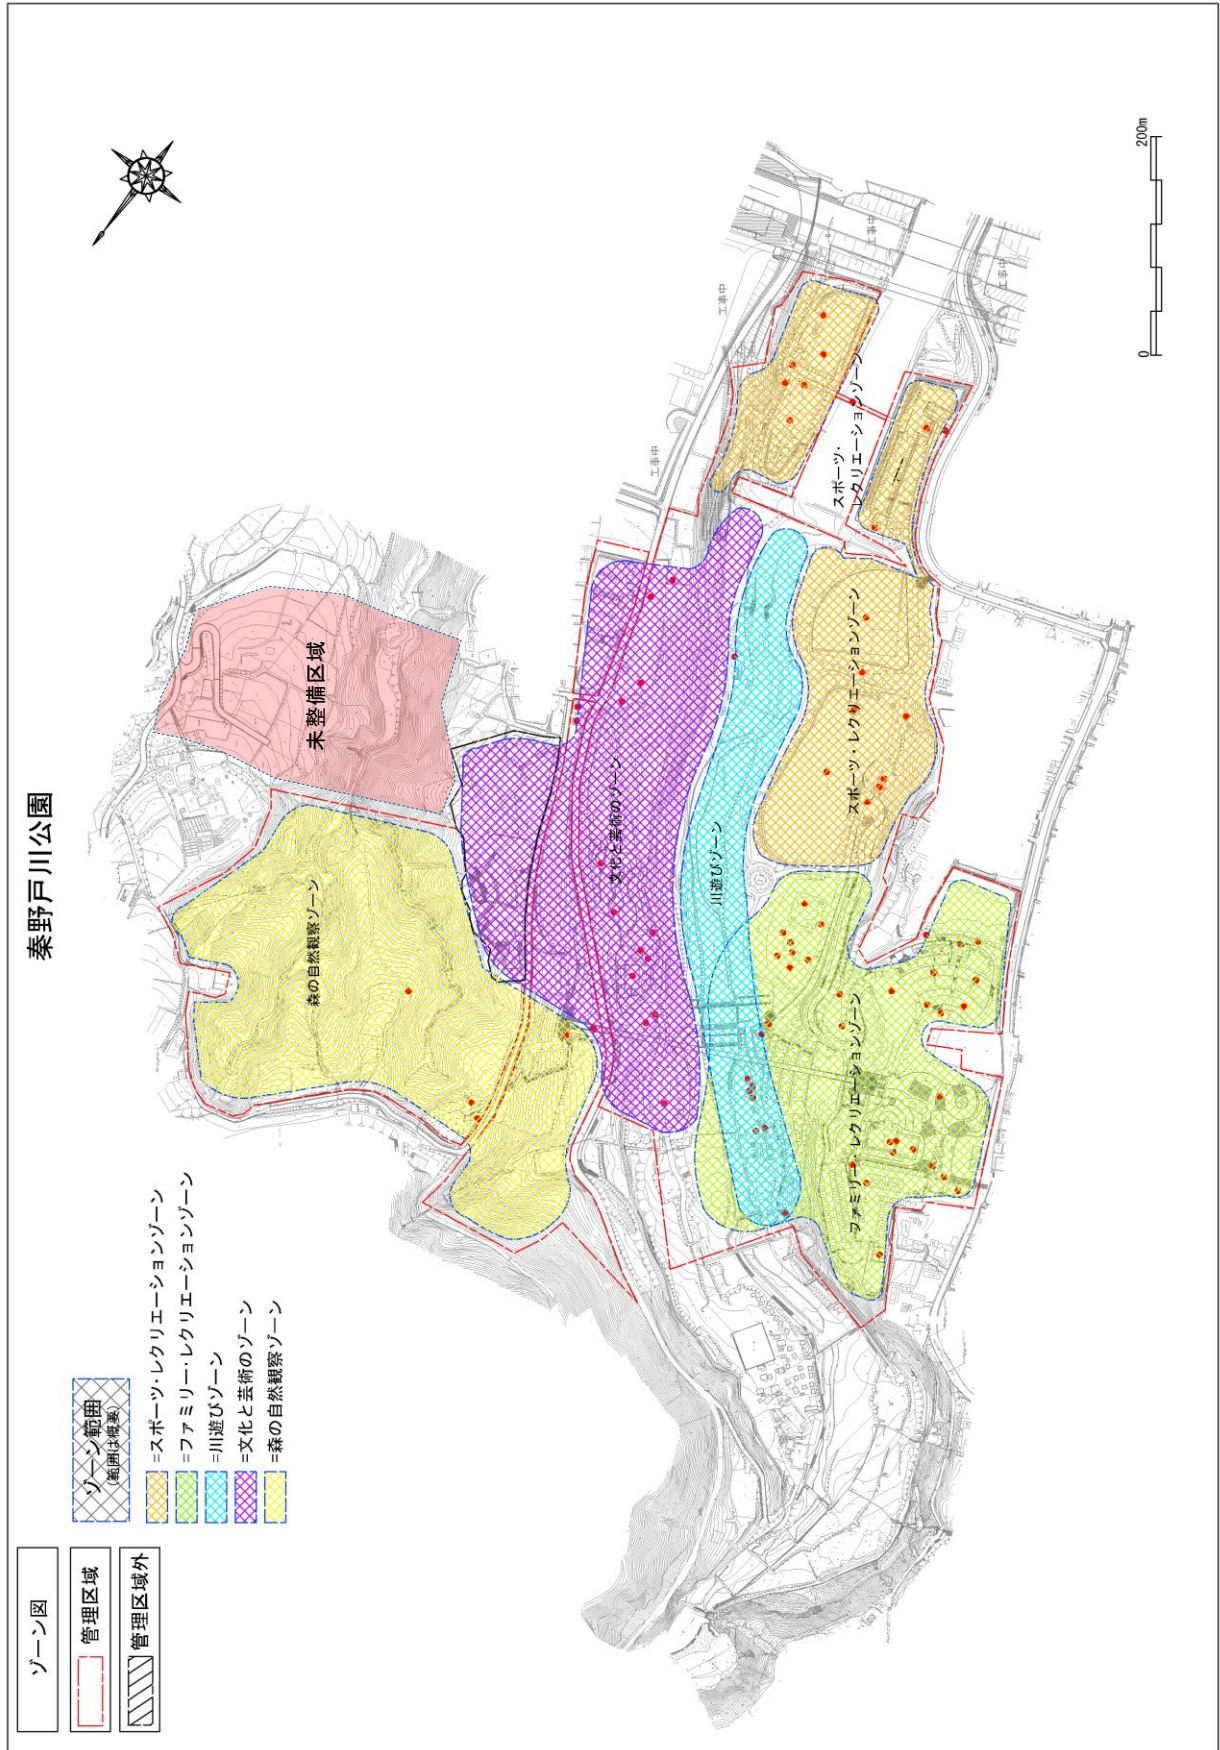 秦野戸川公園
ゾーン図
管理区域
管理区域外
ゾーン範囲
(範囲は概要)
=スポーツ・レクリエーションゾーン
=ファミリー・レクリエーションゾーン
=川遊びゾーン
=文化と芸術のゾーン
=森の自然観察ゾーン
森の自然観察ゾーン
未整備区域
文化と芸術のゾーン
川遊びゾーン
ファミリー・レクリエーションゾーン
スポーツ・レクリエーションゾーン
スポーツ・
レクリエーションゾーン
工事中
工事中
工事中
工事中
0
200m